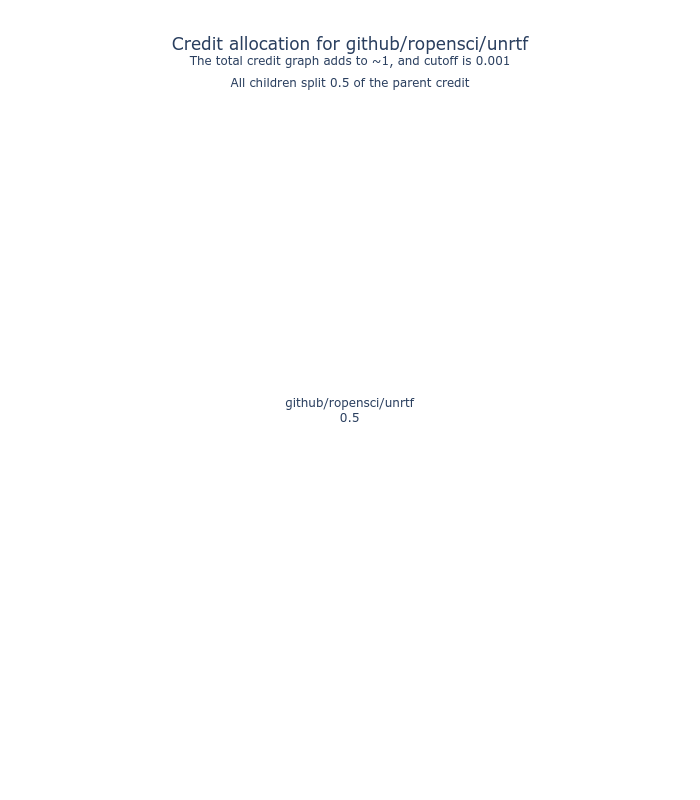 Credit allocation for github/ropensci/unrtf
The total credit graph adds to ~1, and cutoff is 0.001
All children split 0.5 of the parent credit
github/ropensci/unrtf
0.5